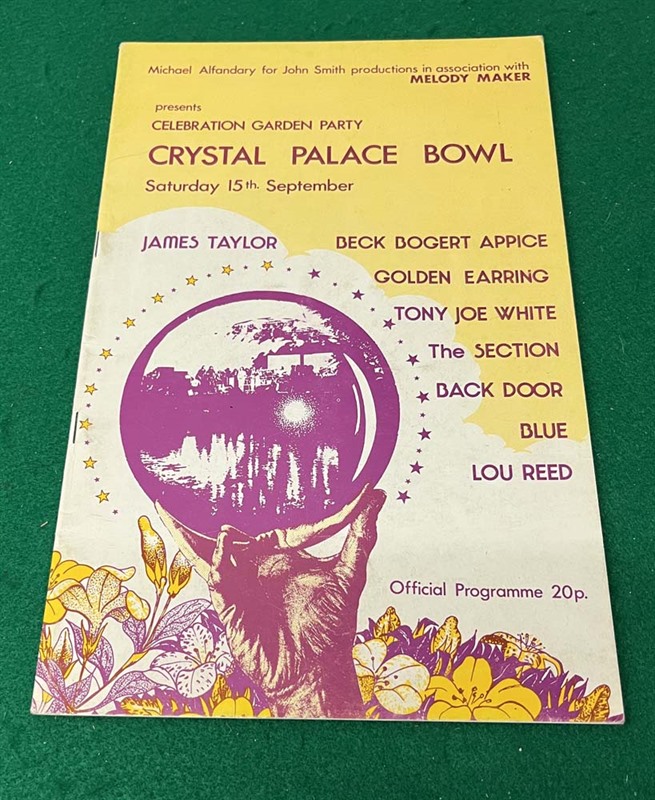 Michael Alfandary for John Smith productions in association with
MELODY MAKER
presents
CELEBRATION GARDEN PARTY
CRYSTAL PALACE BOWL
Saturday 15th. September
JAMES TAYLOR
BECK BOGERT APPICE
GOLDEN EARRING
TONY JOE WHITE
The SECTION
BACK DOOR
BLUE
LOU REED
Official Programme 20p.